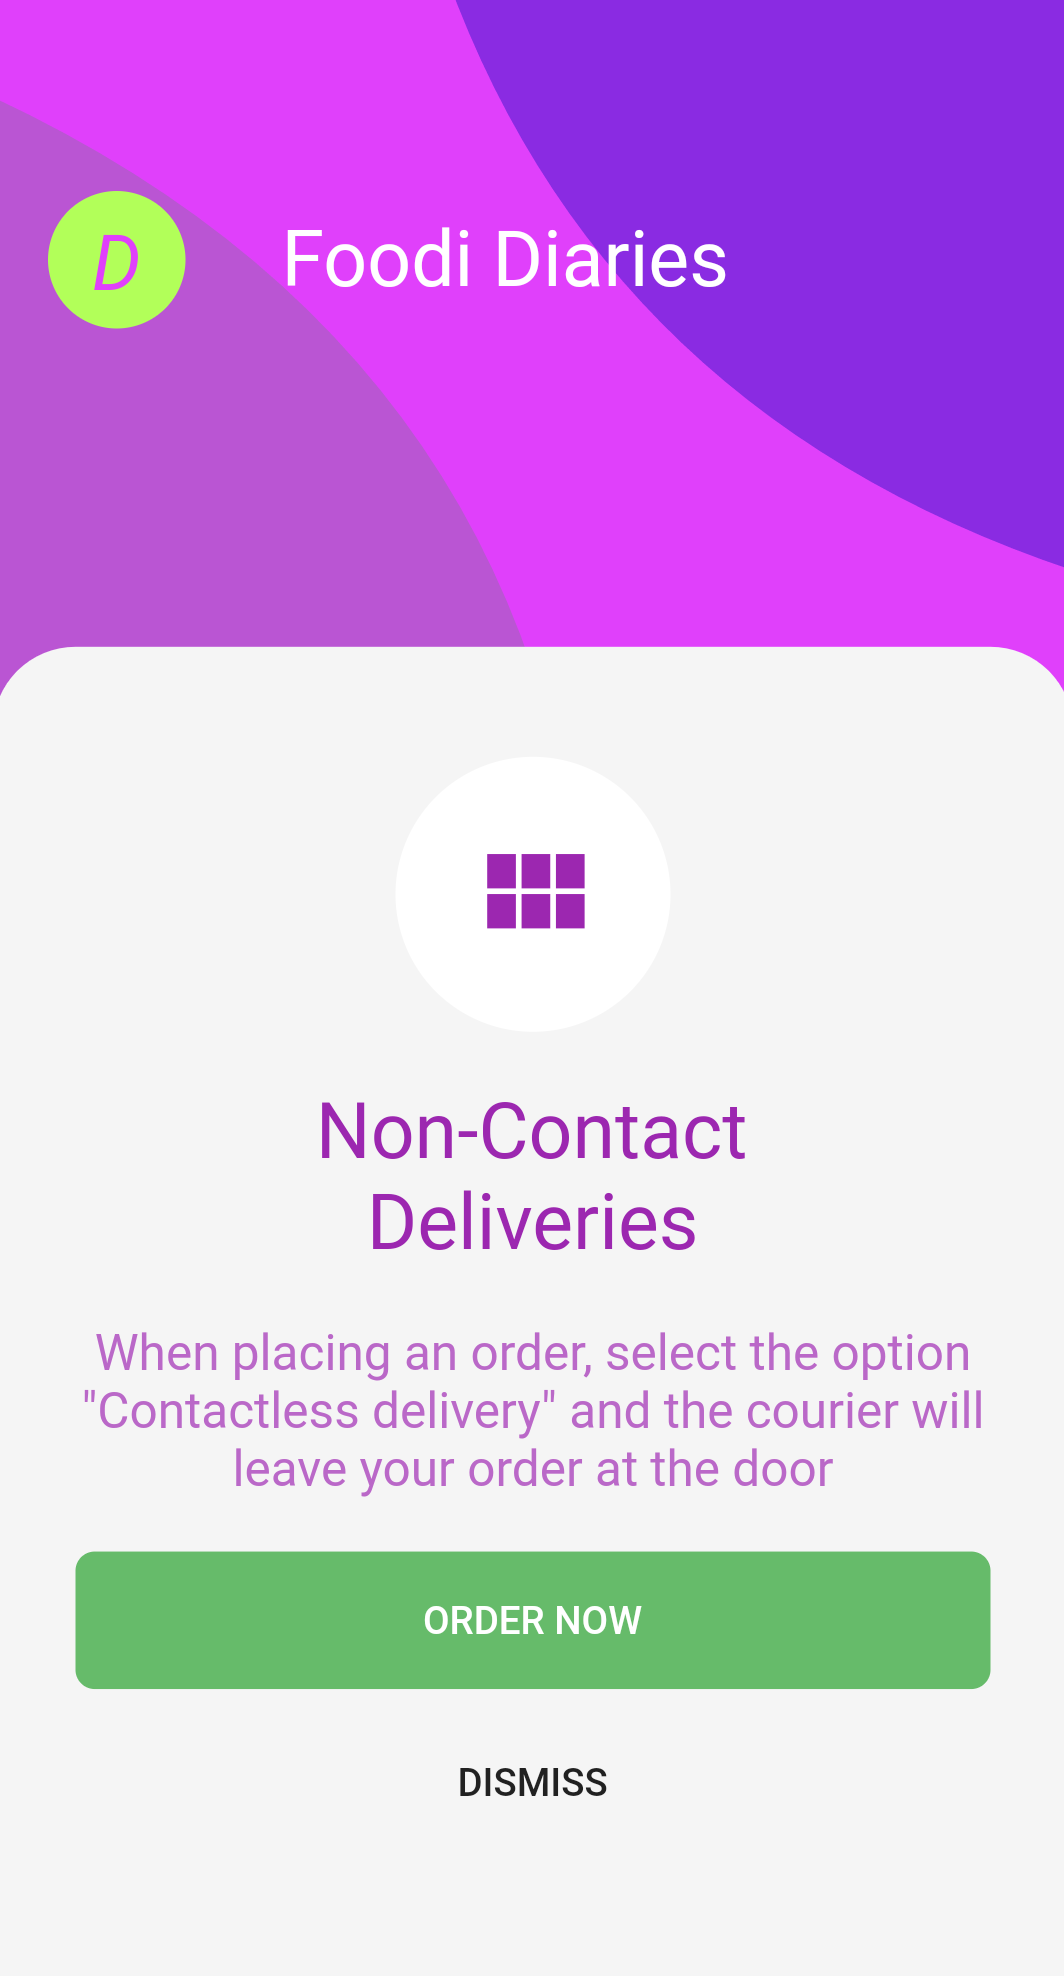 D
Foodi Diaries
Non-Contact
Deliveries
When placing an order, select the option
"Contactless delivery" and the courier will
leave your order at the door
ORDER NOW
DISMISS